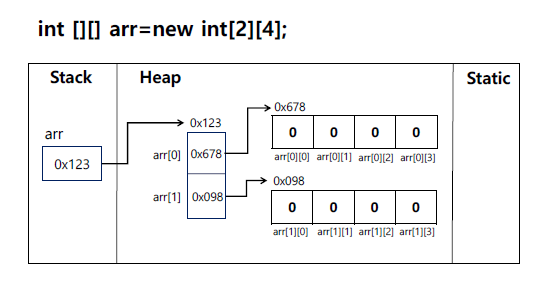 int [][] arr=new int[2][4];
Stack Heap Static
arr
0x123
0x123
arr[0] 0x678
arr[1] 0x098
0x678
0 0 0 0
arr[0][0] arr[0][1] arr[0][2] arr[0][3]
0x098
0 0 0 0
arr[1][0] arr[1][1] arr[1][2] arr[1][3]